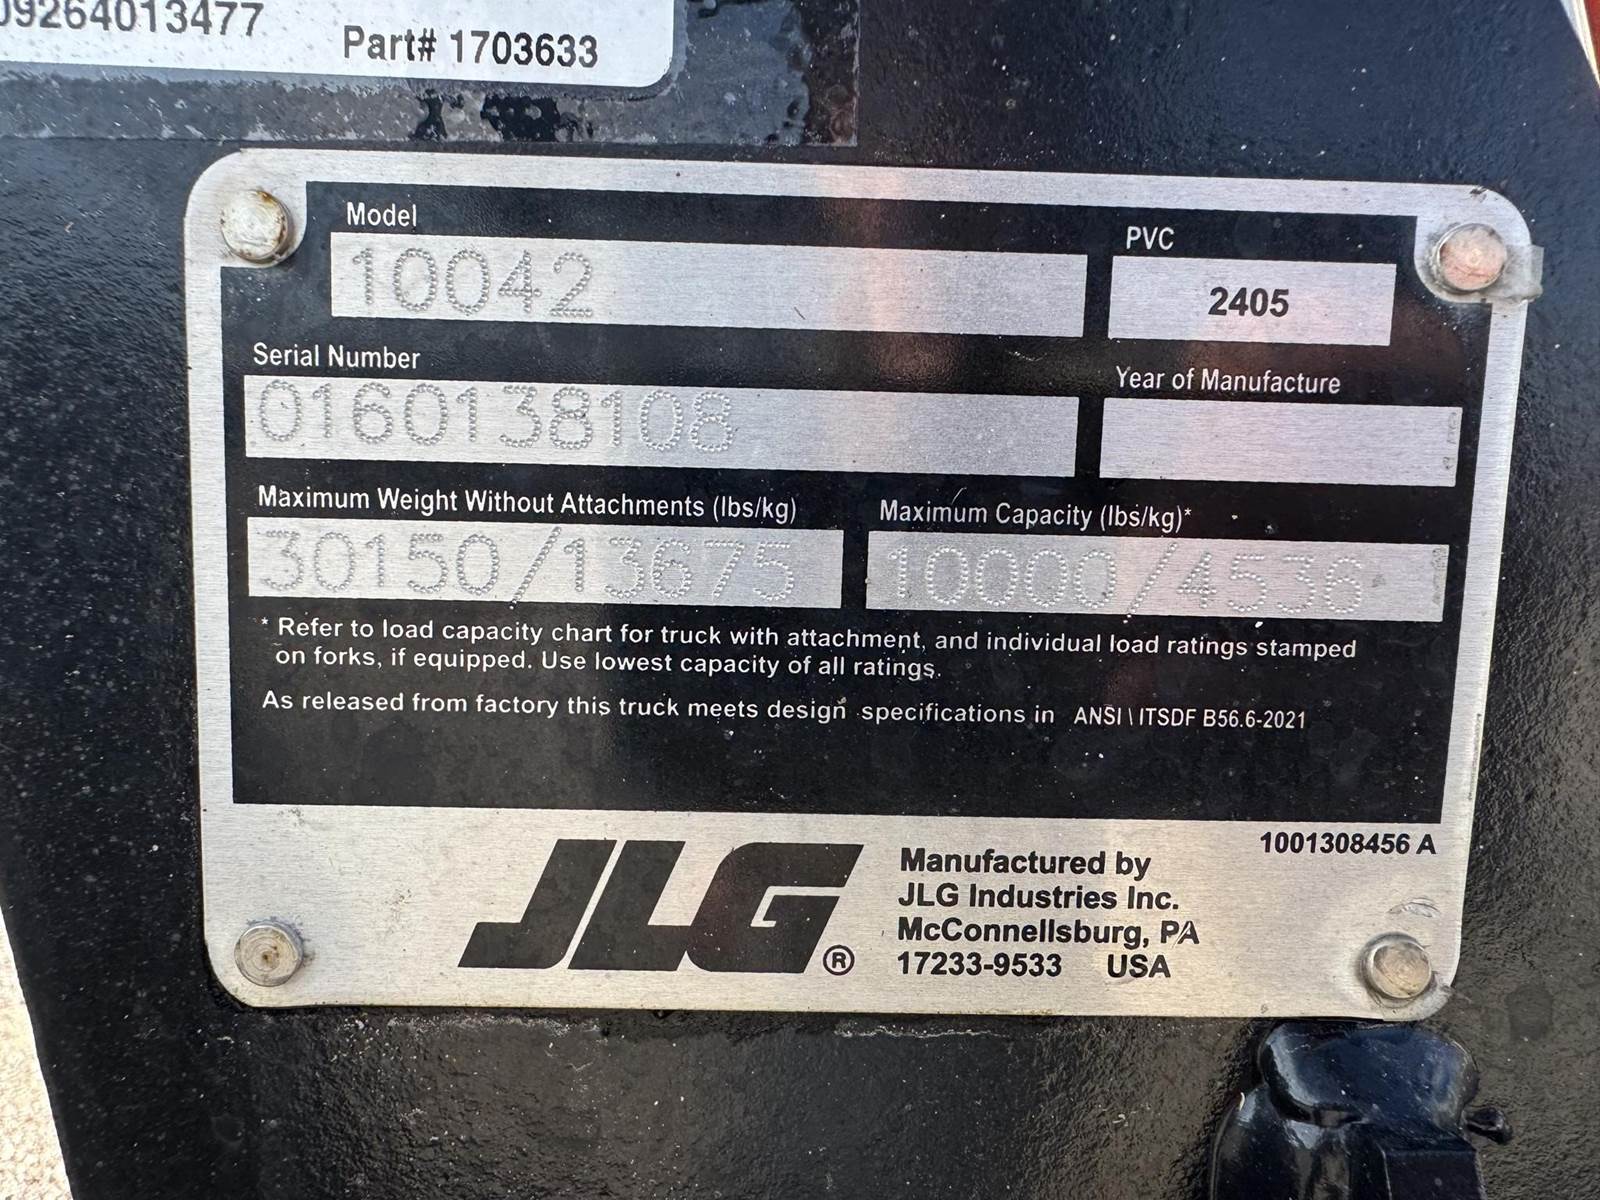 09264013477
Part# 1703633
Model
10042
PVC
2405
Serial Number
0160138108
Year of Manufacture
Maximum Weight Without Attachments (lbs/kg)
30150/13675
Maximum Capacity (lbs/kg)*
10000/4536
* Refer to load capacity chart for truck with attachment, and individual load ratings stamped
on forks, if equipped. Use lowest capacity of all ratings.
As released from factory this truck meets design specifications in ANSI \ ITSDF B56.6-2021
1001308456 A
JLG®
Manufactured by
JLG Industries Inc.
McConnellsburg, PA
17233-9533 USA